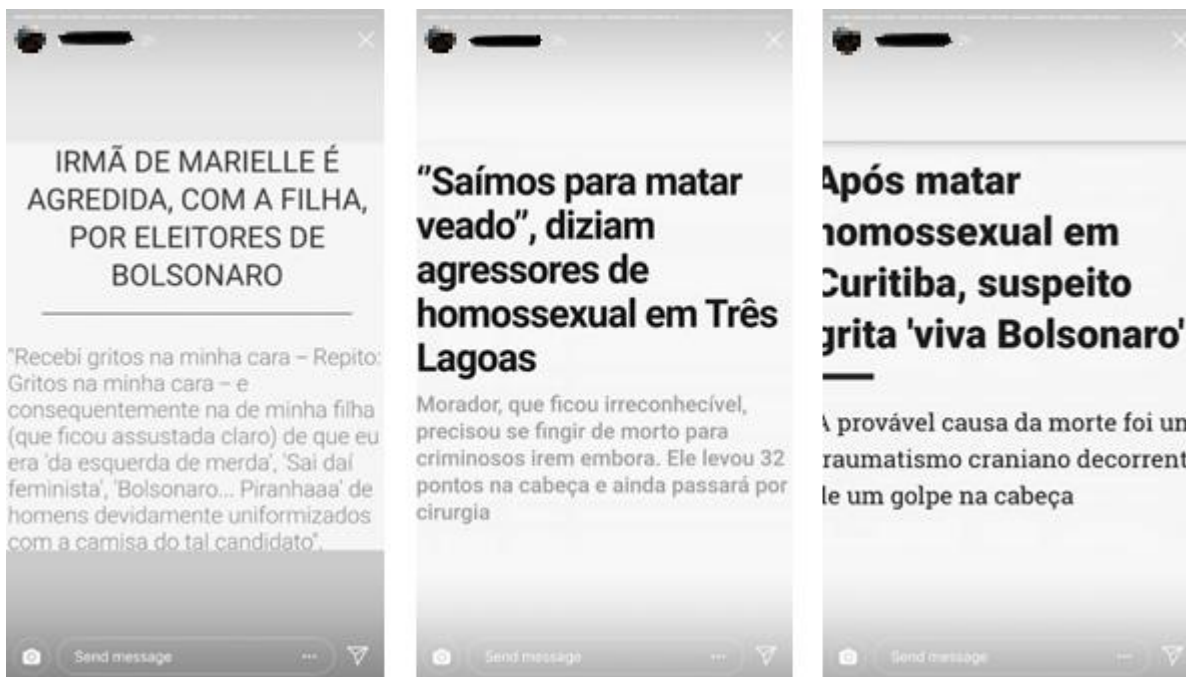 IRMÃ DE MARIELLE É
AGREDIDA, COM A FILHA,
POR ELEITORES DE
BOLSONARO
"Recebi gritos na minha cara – Repito:
Gritos na minha cara – e
consequentemente na de minha filha
(que ficou assustada claro) de que eu
era 'da esquerda de merda', 'Sai daí
feminista', 'Bolsonaro... Piranhaaa' de
homens devidamente uniformizados
com a camisa do tal candidato".
Send message
"Saímos para matar
veado", diziam
agressores de
homossexual em Três
Lagoas
Morador, que ficou irreconhecível,
precisou se fingir de morto para
criminosos irem embora. Ele levou 32
pontos na cabeça e ainda passará por
cirurgia
Send message
Após matar
homossexual em
Curitiba, suspeito
grita 'viva Bolsonaro'
A provável causa da morte foi un
raumatismo craniano decorrent
de um golpe na cabeça
Send message